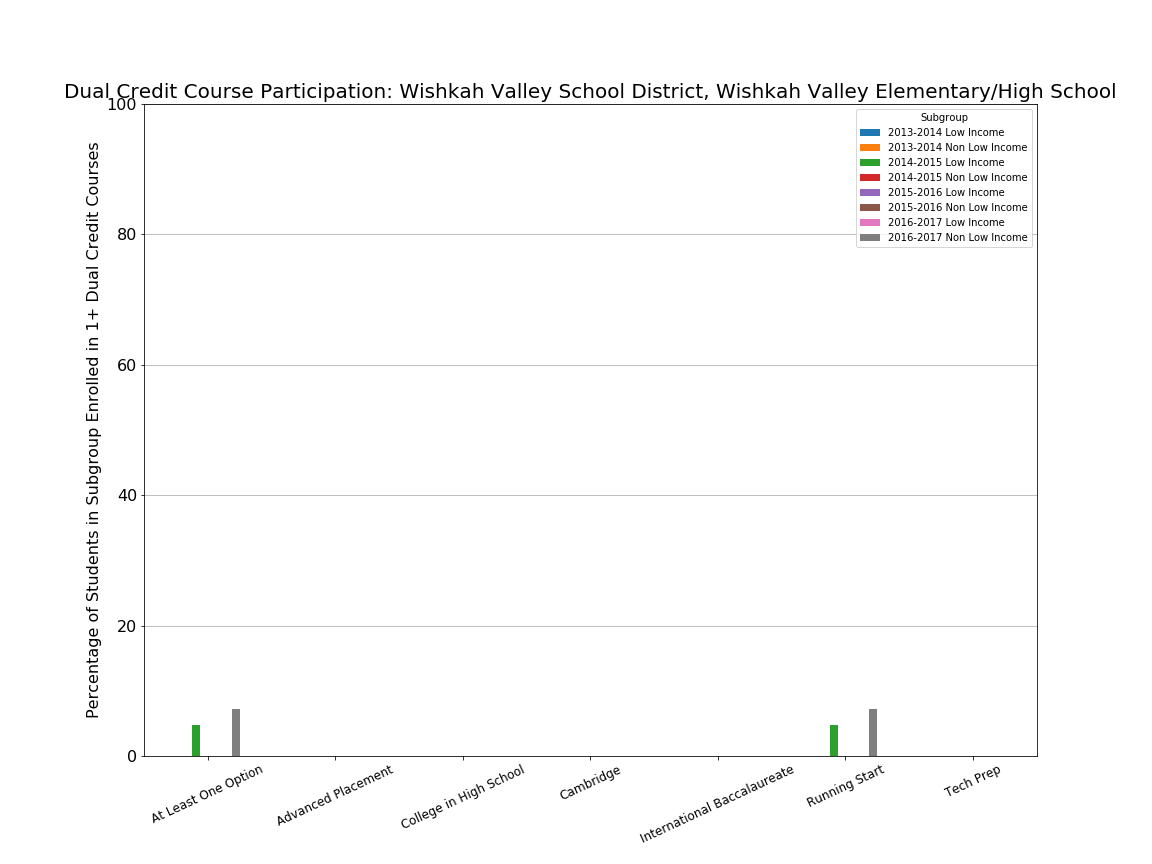 Dual Credit Course Participation: Wishkah Valley School District, Wishkah Valley Elementary/High School
Percentage of Students in Subgroup Enrolled in 1+ Dual Credit Courses
100
80
60
40
20
0
Subgroup
2013-2014 Low Income
2013-2014 Non Low Income
2014-2015 Low Income
2014-2015 Non Low Income
2015-2016 Low Income
2015-2016 Non Low Income
2016-2017 Low Income
2016-2017 Non Low Income
At Least One Option
Advanced Placement
College in High School
Cambridge
International Baccalaureate
Running Start
Tech Prep